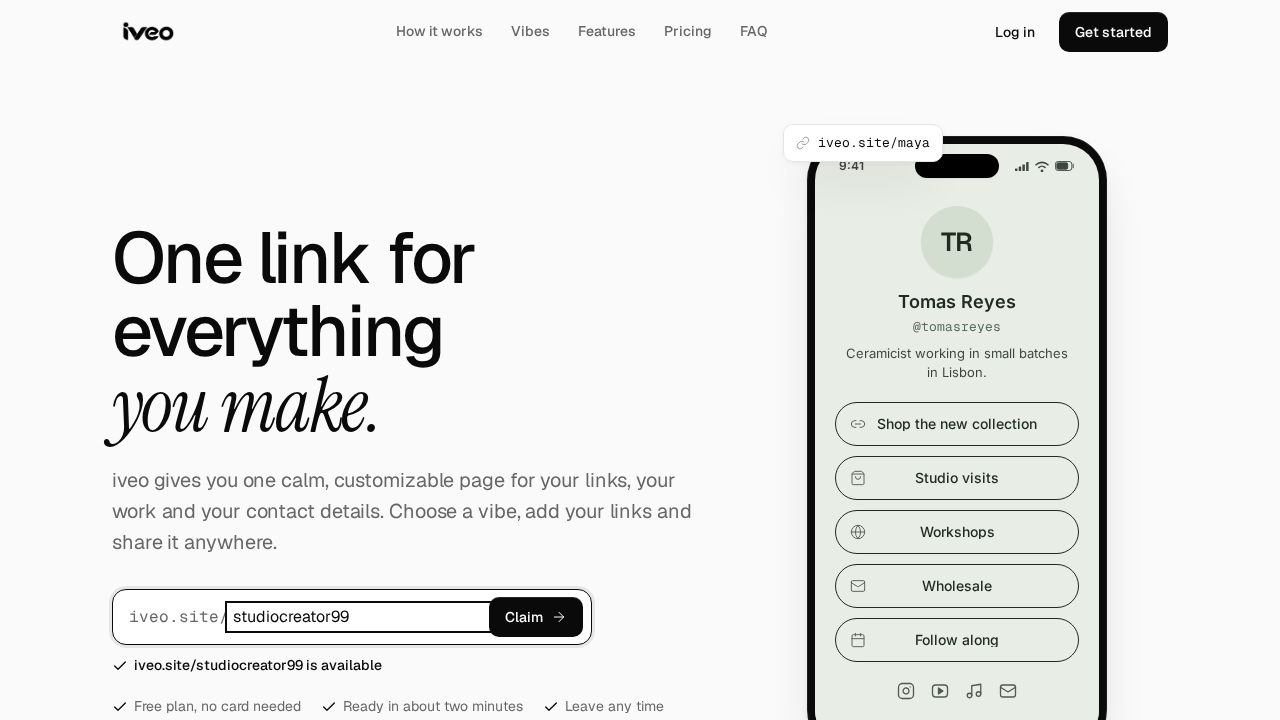 iveo
How it works
Vibes
Features
Pricing
FAQ
Log in
Get started
One link for
everything
you make.
iveo gives you one calm, customizable page for your links, your
work and your contact details. Choose a vibe, add your links and
share it anywhere.
iveo.site/
studiocreator99
Claim
iveo.site/studiocreator99 is available
Free plan, no card needed
Ready in about two minutes
Leave any time
iveo.site/maya
9:41
TR
Tomas Reyes
@tomasreyes
Ceramicist working in small batches
in Lisbon.
Shop the new collection
Studio visits
Workshops
Wholesale
Follow along